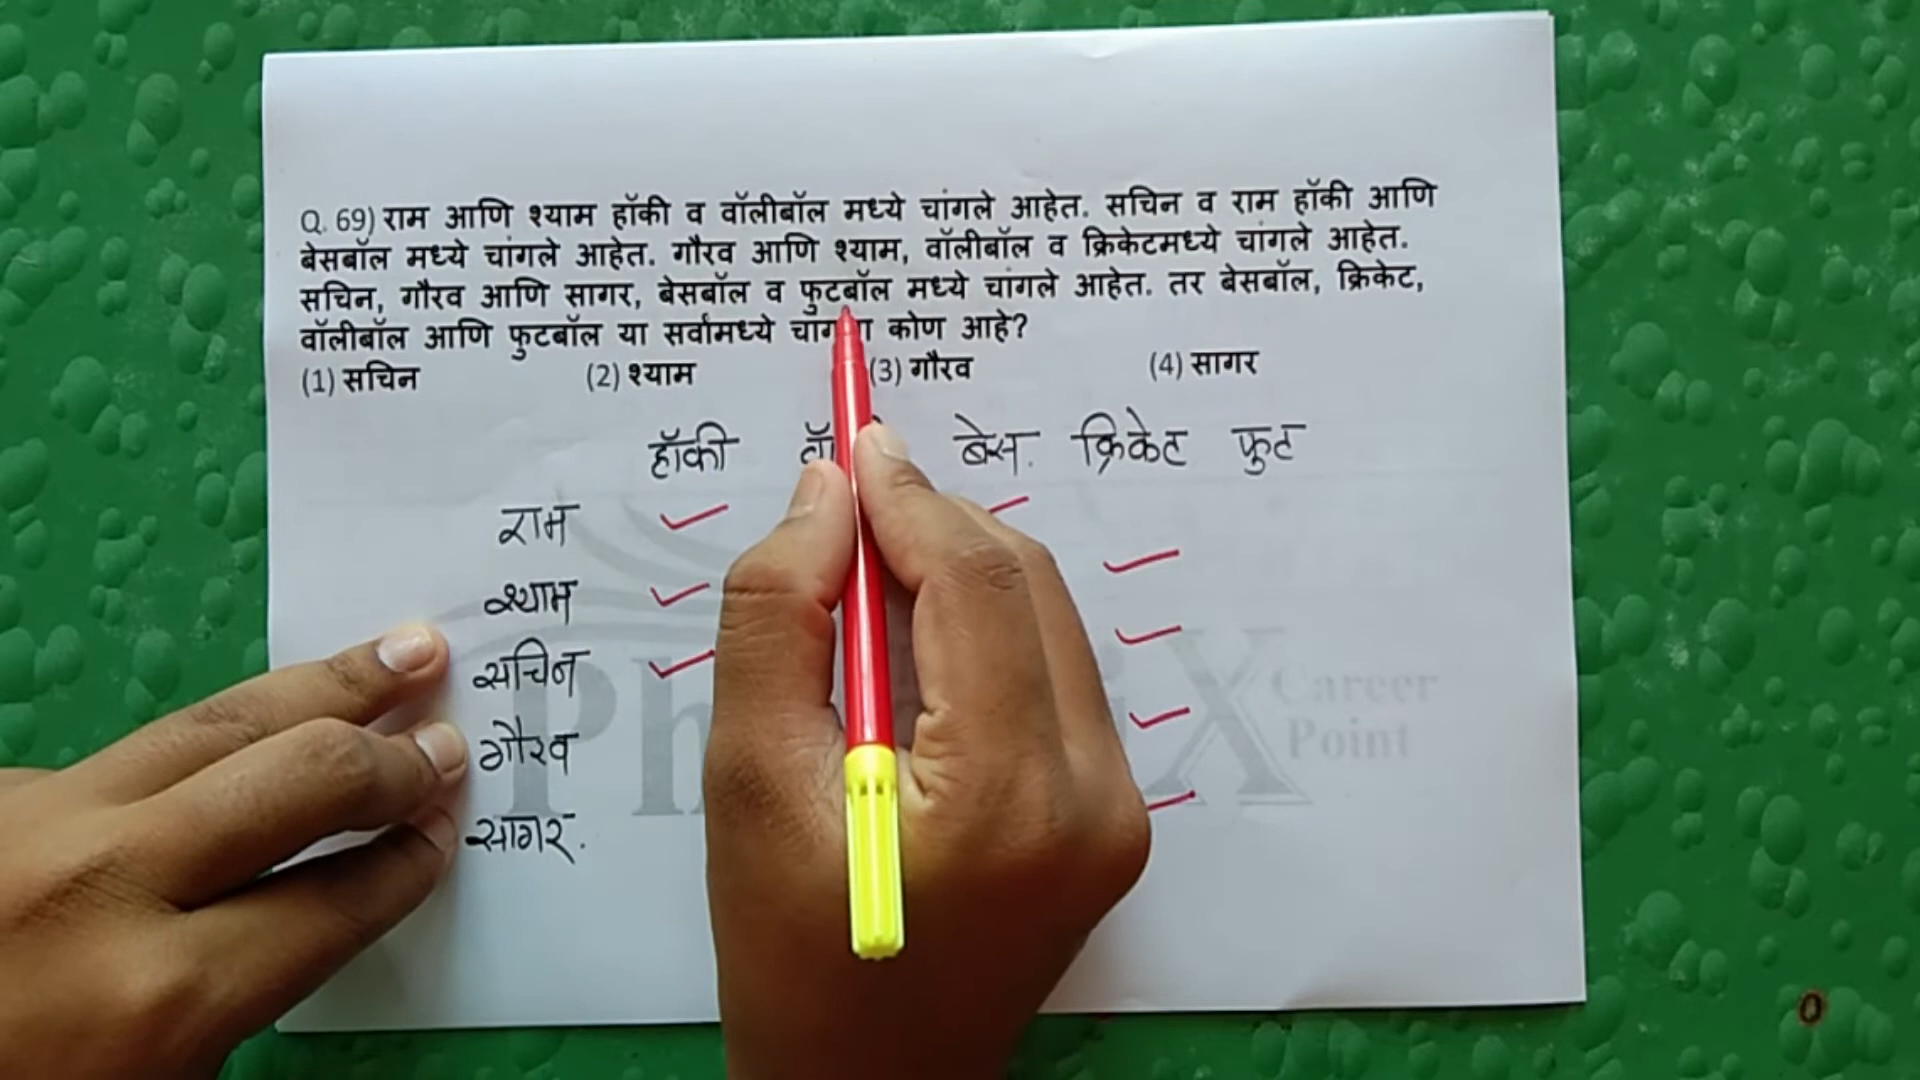 Q. 69) राम आणि श्याम हॉकी व वॉलीबॉल मध्ये चांगले आहेत. सचिन व राम हॉकी आणि
बेसबॉल मध्ये चांगले आहेत. गौरव आणि श्याम, वॉलीबॉल व क्रिकेटमध्ये चांगले आहेत.
सचिन, गौरव आणि सागर, बेसबॉल व फुटबॉल मध्ये चांगले आहेत. तर बेसबॉल, क्रिकेट,
वॉलीबॉल आणि फुटबॉल या सर्वांमध्ये कोण आहे?
(1) सचिन (2) श्याम (3) गौरव (4) सागर
हॉकी बेस. क्रिकेट फुट
राम
श्याम
सचिन
गौरव
सागर.
Career
Point